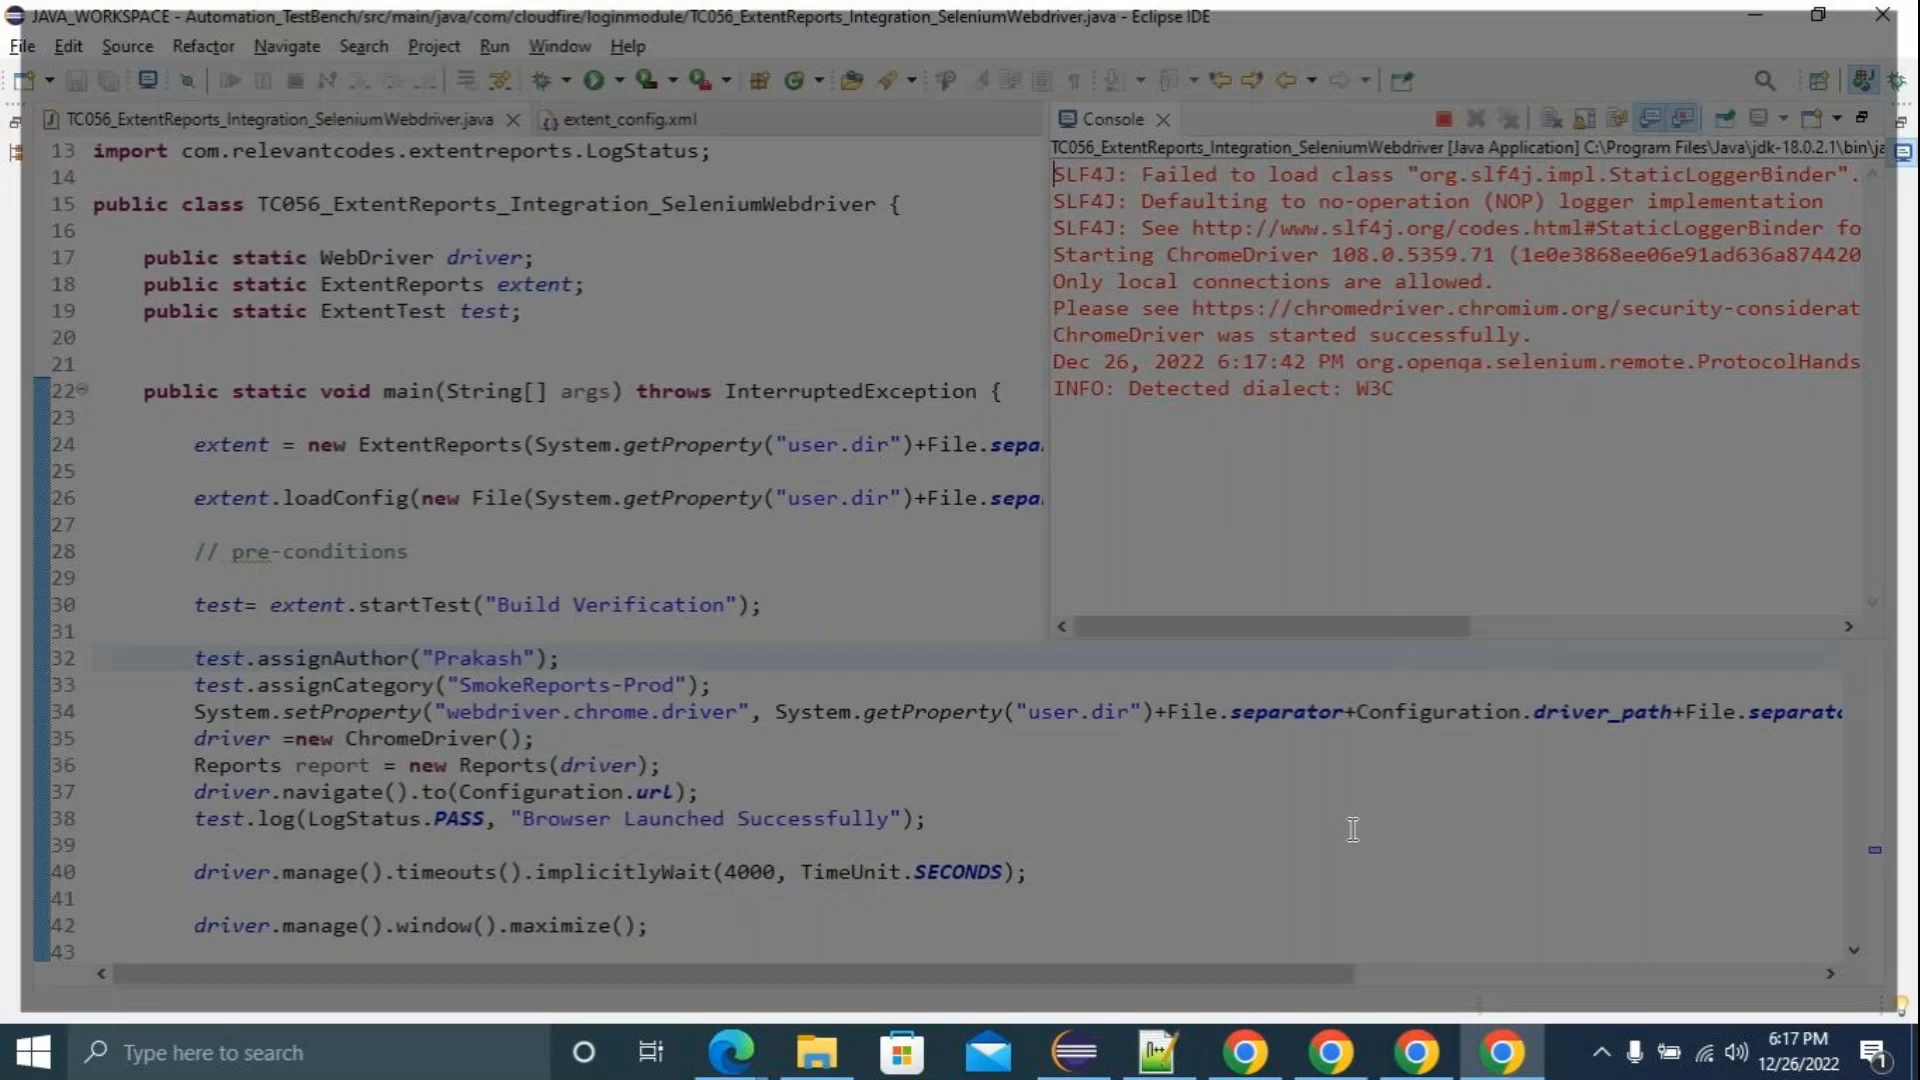 JAVA_WORKSPACE - Automation_TestBench/src/main/java/com/cloudfire/loginmodule/TC056_ExtentReports_Integration_SeleniumWebdriver.java - Eclipse IDE
File Edit Source Refactor Navigate Search Project Run Window Help
TC056_ExtentReports_Integration_SeleniumWebdriver.java
extent_config.xml
13 import com.relevantcodes.extentreports.LogStatus;
14
15 public class TC056_ExtentReports_Integration_SeleniumWebdriver {
16
17 public static WebDriver driver;
18 public static ExtentReports extent;
19 public static ExtentTest test;
20
21
22 public static void main(String[] args) throws InterruptedException {
23
24 extent = new ExtentReports(System.getProperty("user.dir")+File.sepa
25
26 extent.loadConfig(new File(System.getProperty("user.dir")+File.sepa
27
28 // pre-conditions
29
30 test= extent.startTest("Build Verification");
31
32 test.assignAuthor("Prakash");
33 test.assignCategory("SmokeReports-Prod");
34 System.setProperty("webdriver.chrome.driver", System.getProperty("user.dir")+File.separator+Configuration.driver_path+File.separato
35 driver =new ChromeDriver();
36 Reports report = new Reports(driver);
37 driver.navigate().to(Configuration.url);
38 test.log(LogStatus.PASS, "Browser Launched Successfully");
39
40 driver.manage().timeouts().implicitlyWait(4000, TimeUnit.SECONDS);
41
42 driver.manage().window().maximize();
43
Console
TC056_ExtentReports_Integration_SeleniumWebdriver [Java Application] C:\Program Files\Java\jdk-18.0.2.1\bin\ja
SLF4J: Failed to load class "org.slf4j.impl.StaticLoggerBinder".
SLF4J: Defaulting to no-operation (NOP) logger implementation
SLF4J: See http://www.slf4j.org/codes.html#StaticLoggerBinder fo
Starting ChromeDriver 108.0.5359.71 (1e0e3868ee06e91ad636a874420
Only local connections are allowed.
Please see https://chromedriver.chromium.org/security-considerat
ChromeDriver was started successfully.
Dec 26, 2022 6:17:42 PM org.openqa.selenium.remote.ProtocolHands
INFO: Detected dialect: W3C
Type here to search
6:17 PM
12/26/2022
1